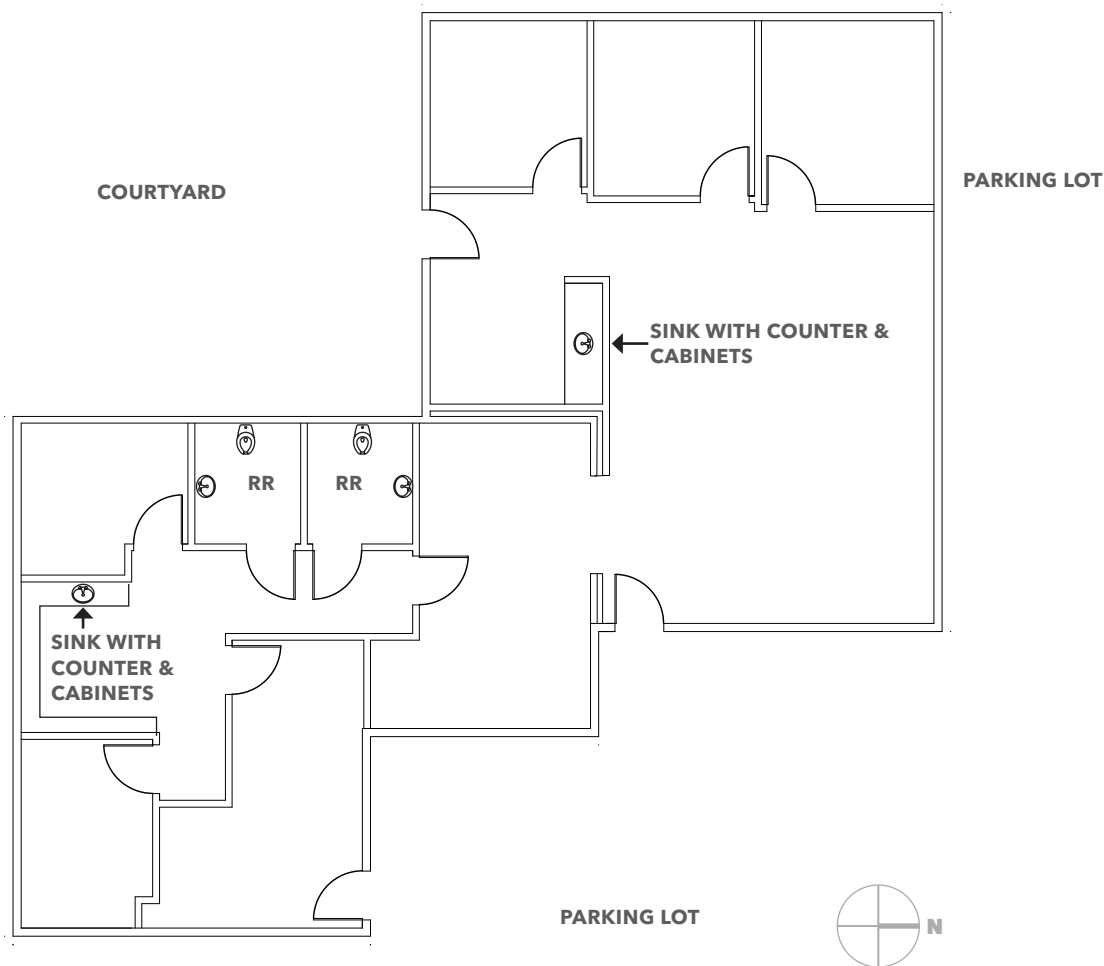 COURTYARD
PARKING LOT
SINK WITH COUNTER &
CABINETS
RR
RR
SINK WITH
COUNTER &
CABINETS
PARKING LOT
N